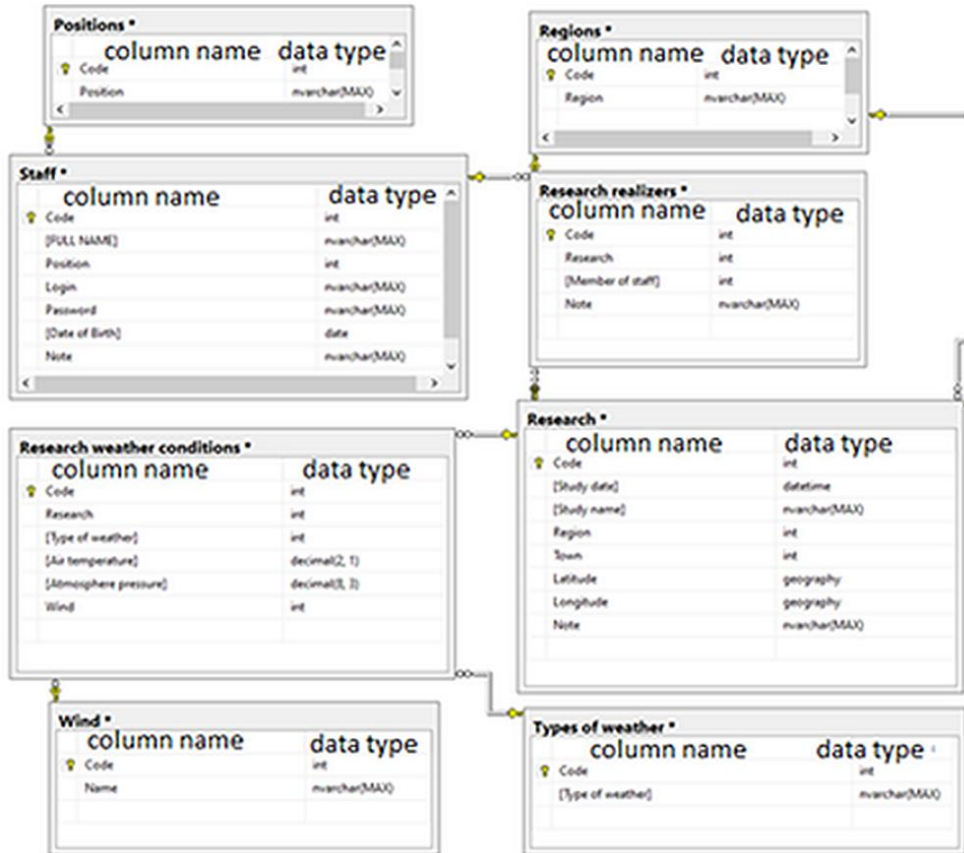 Positions *
column name data type
Code int
Position nvarchar(MAX)
Regions *
column name data type
Code int
Region nvarchar(MAX)
Staff *
column name data type
Code int
[FULL NAME] nvarchar(MAX)
Position int
Login nvarchar(MAX)
Password nvarchar(MAX)
[Date of Birth] date
Note nvarchar(MAX)
Research realizers *
column name data type
Code int
Research int
[Member of staff] int
Note nvarchar(MAX)
Research weather conditions *
column name data type
Code int
Research int
[Type of weather] int
[Air temperature] decimal(2, 1)
[Atmosphere pressure]
Wind int
Research *
column name data type
Code int
[Study date] datetime
[Study name] nvarchar(MAX)
Region int
Town int
Latitude geography
Longitude geography
Note nvarchar(MAX)
Wind *
column name data type
Code int
Name nvarchar(MAX)
Types of weather *
column name data type
Code int
[Type of weather] nvarchar(MAX)